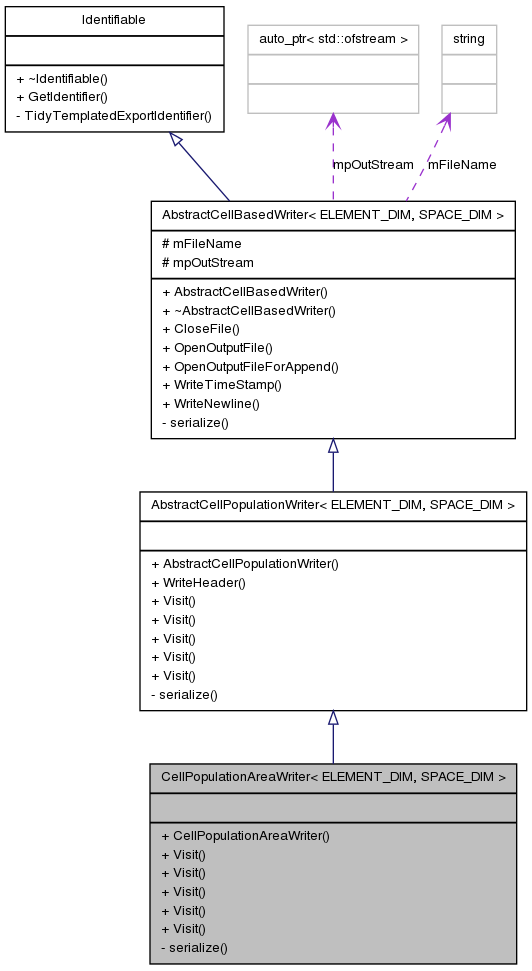 Identifiable
+ ~Identifiable()
+ GetIdentifier()
- TidyTemplatedExportIdentifier()
auto_ptr< std::ofstream >
string
mpOutStream
mFileName
AbstractCellBasedWriter< ELEMENT_DIM, SPACE_DIM >
# mFileName
# mpOutStream
+ AbstractCellBasedWriter()
+ ~AbstractCellBasedWriter()
+ CloseFile()
+ OpenOutputFile()
+ OpenOutputFileForAppend()
+ WriteTimeStamp()
+ WriteNewline()
- serialize()
AbstractCellPopulationWriter< ELEMENT_DIM, SPACE_DIM >
+ AbstractCellPopulationWriter()
+ WriteHeader()
+ Visit()
+ Visit()
+ Visit()
+ Visit()
+ Visit()
- serialize()
CellPopulationAreaWriter< ELEMENT_DIM, SPACE_DIM >
+ CellPopulationAreaWriter()
+ Visit()
+ Visit()
+ Visit()
+ Visit()
+ Visit()
- serialize()